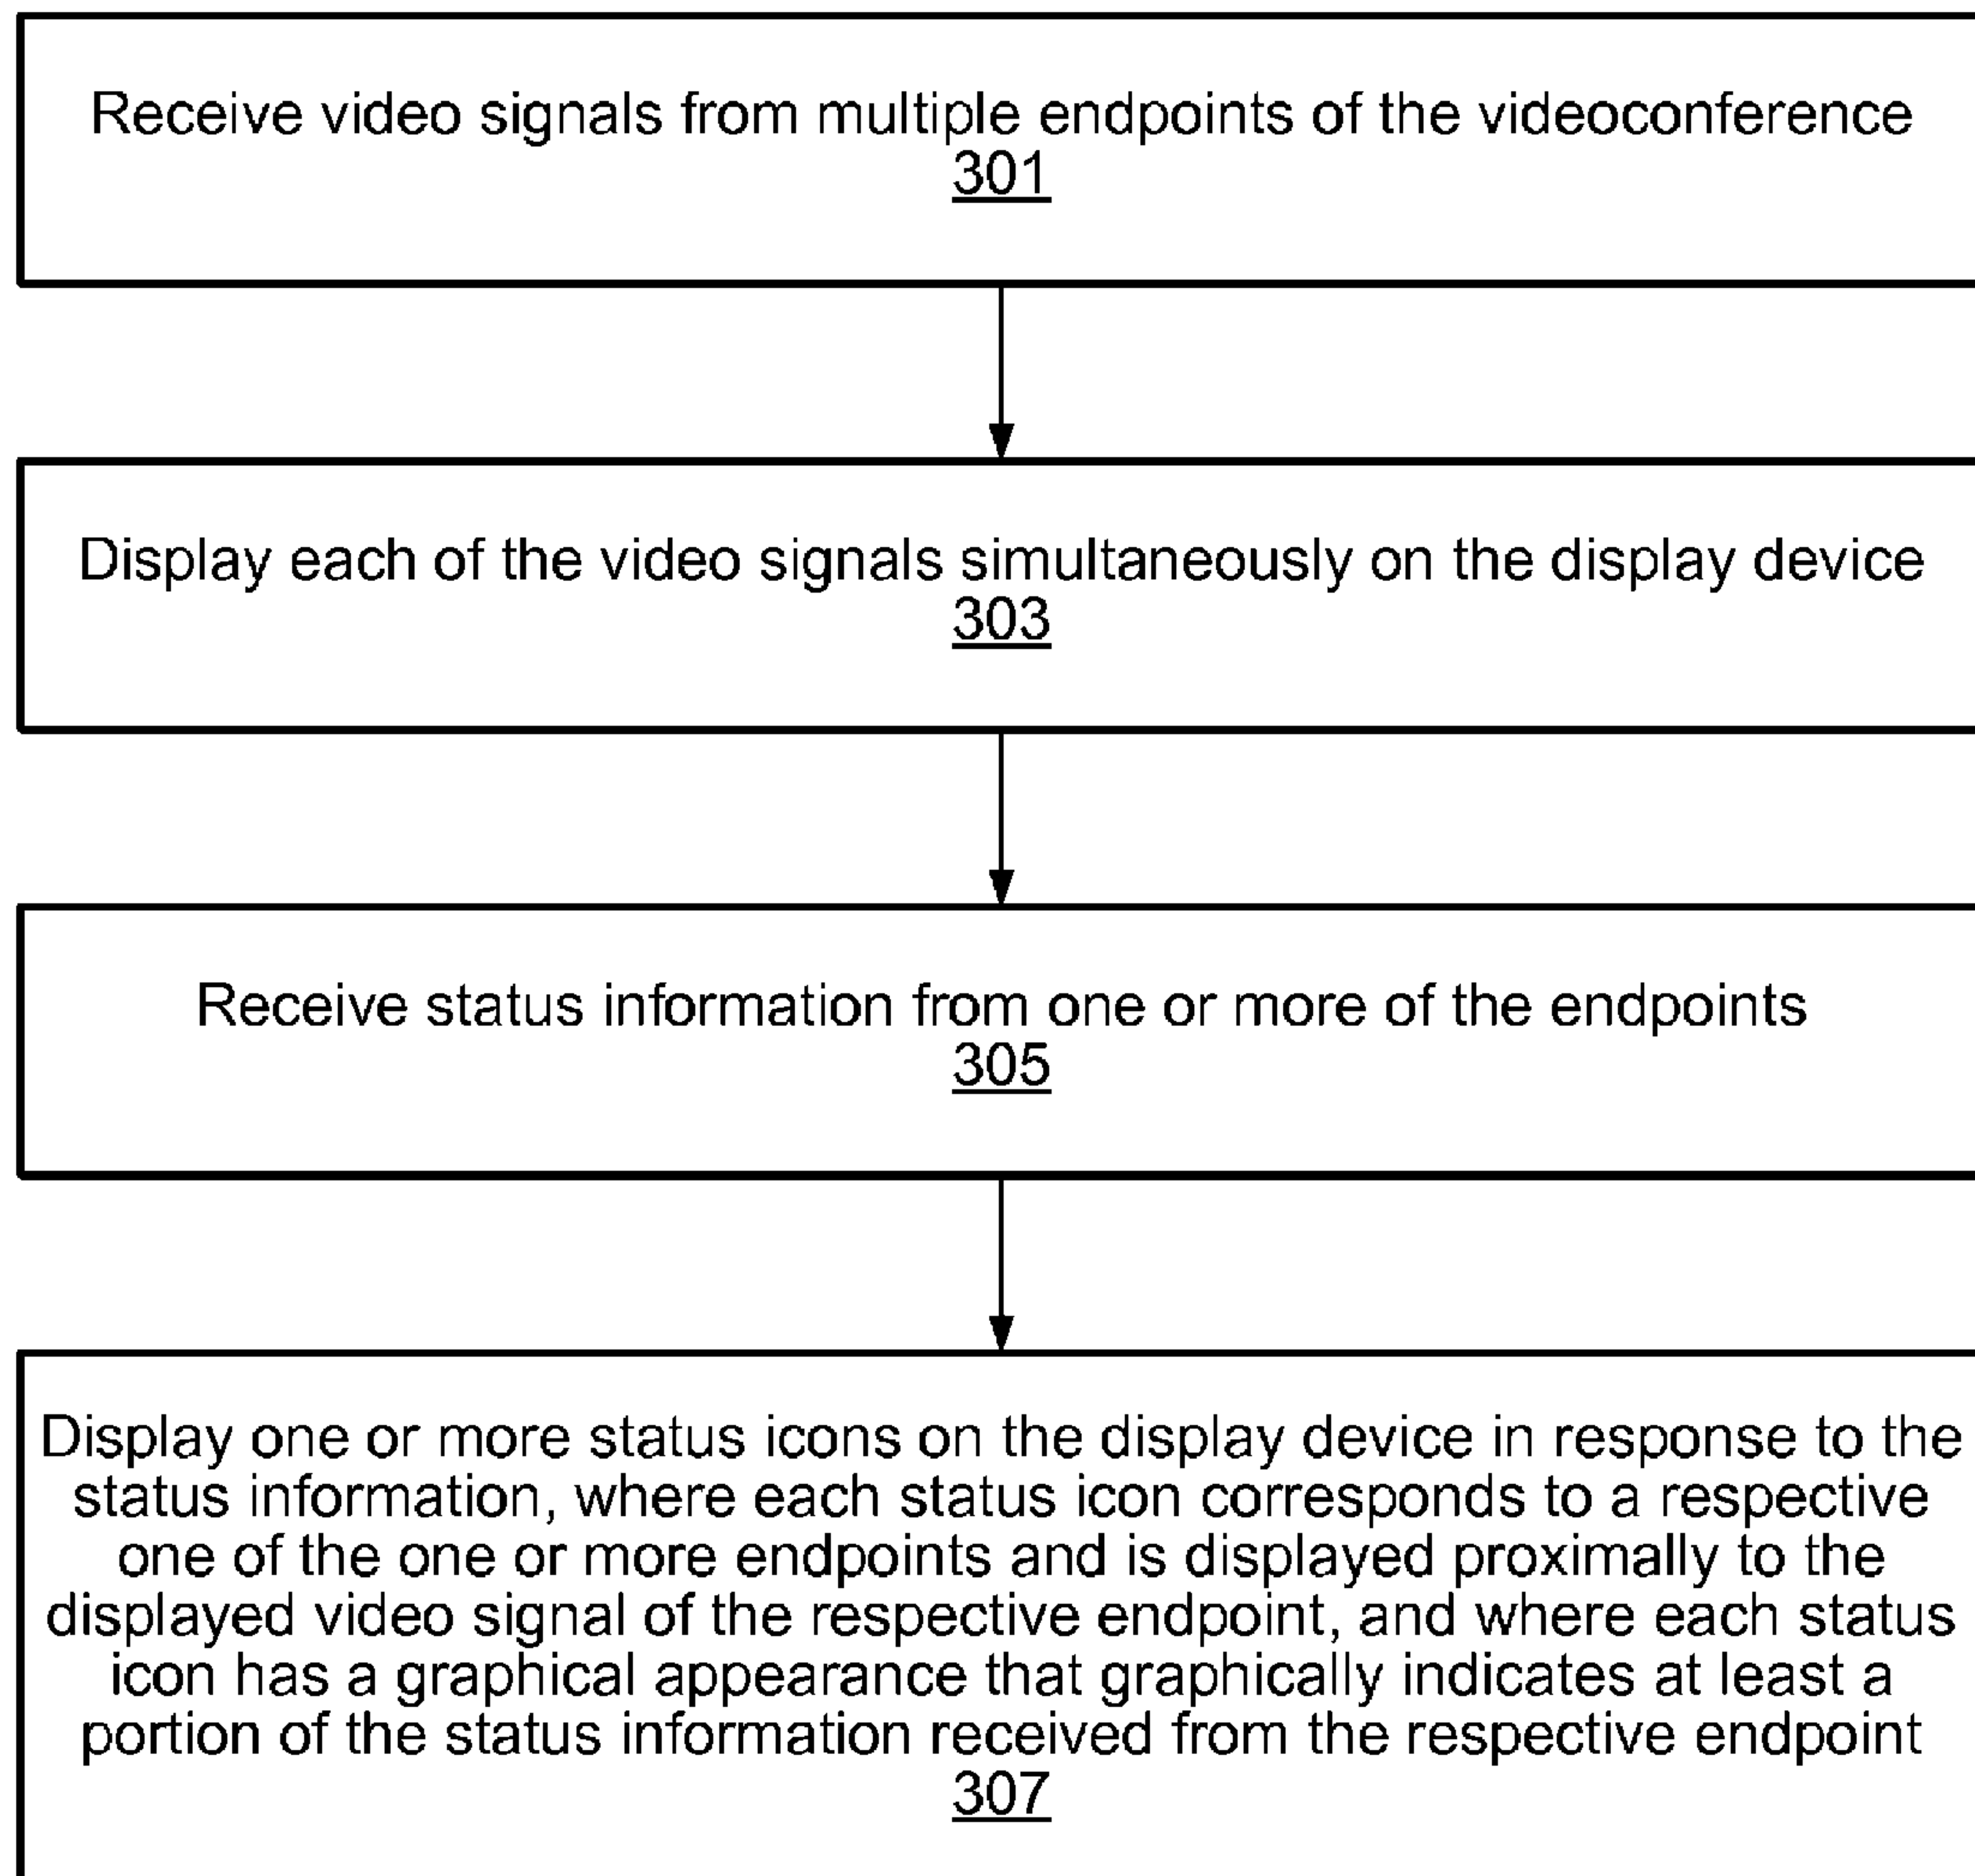 Receive video signals from multiple endpoints of the videoconference
301
Display each of the video signals simultaneously on the display device
303
Receive status information from one or more of the endpoints
305
Display one or more status icons on the display device in response to the
status information, where each status icon corresponds to a respective
one of the one or more endpoints and is displayed proximally to the
displayed video signal of the respective endpoint, and where each status
icon has a graphical appearance that graphically indicates at least a
portion of the status information received from the respective endpoint
307